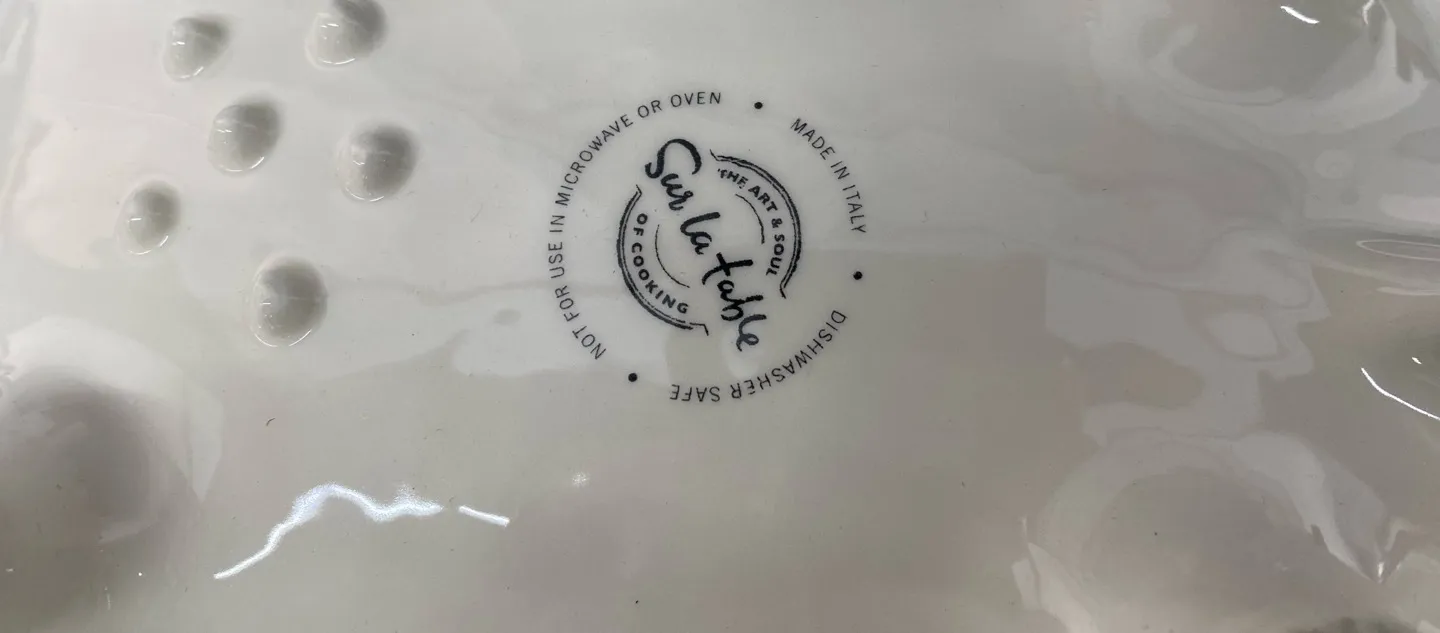 Sur la table
THE ART & SOUL
OF COOKING
NOT FOR USE IN MICROWAVE OR OVEN
•
MADE IN ITALY
•
DISHWASHER SAFE
•